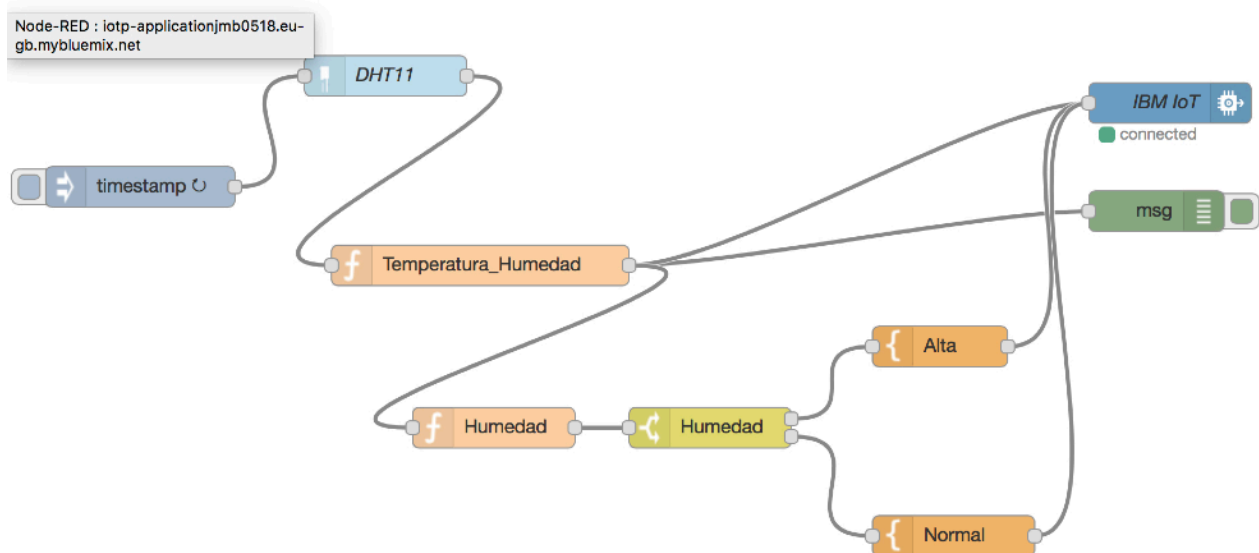 Node-RED : iotp-applicationjmb0518.eu-
gb.mybluemix.net
DHT11
IBM IoT
connected
timestamp ↻
msg
Temperatura_Humedad
Alta
Humedad
Humedad
Normal